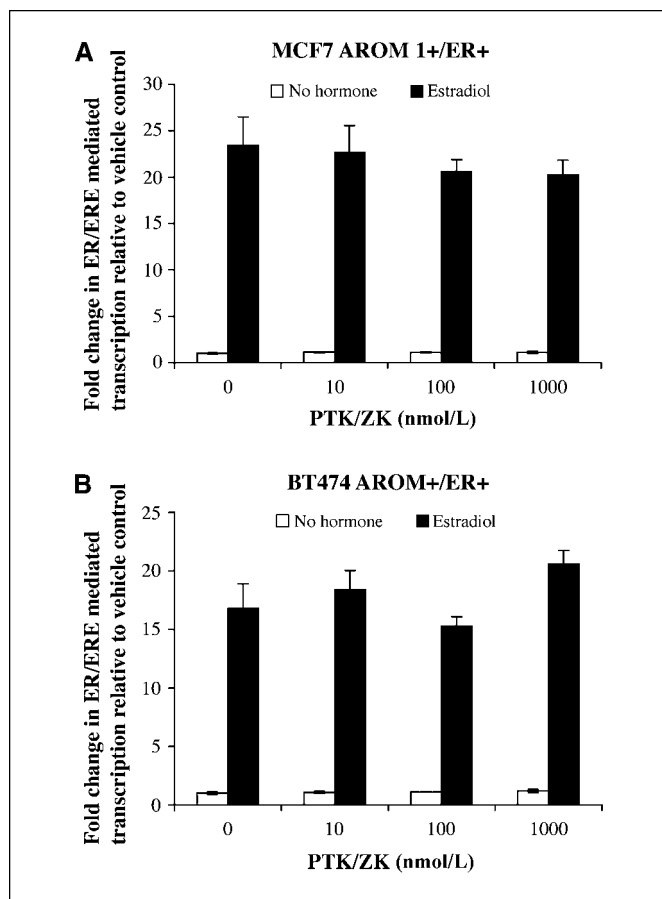 A
MCF7 AROM 1+/ER+
No hormone Estradiol
Fold change in ER/ERE mediated
transcription relative to vehicle control
30
25
20
15
10
5
0
0 10 100 1000
PTK/ZK (nmol/L)
B
BT474 AROM+/ER+
No hormone Estradiol
Fold change in ER/ERE mediated
transcription relative to vehicle control
25
20
15
10
5
0
0 10 100 1000
PTK/ZK (nmol/L)